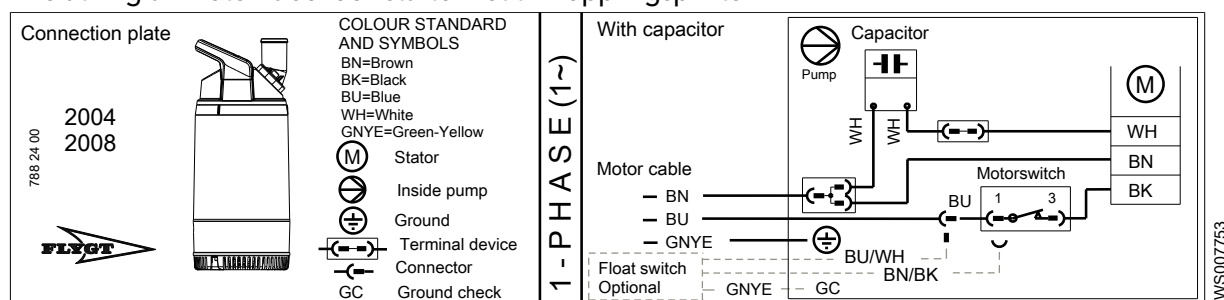 Connection plate
2004
2008
788 24 00
FLYGT
COLOUR STANDARD
AND SYMBOLS
BN=Brown
BK=Black
BU=Blue
WH=White
GNYE=Green-Yellow
M Stator
Inside pump
Ground
Terminal device
Connector
GC Ground check
1 - PHASE (1~)
With capacitor
Pump
Capacitor
M
WH
WH
WH
BN
BK
Motor cable
BN
BU
GNYE
Motorswitch
BU
1
3
BU/WH
BN/BK
Float switch
Optional
GNYE
GC
WS007753